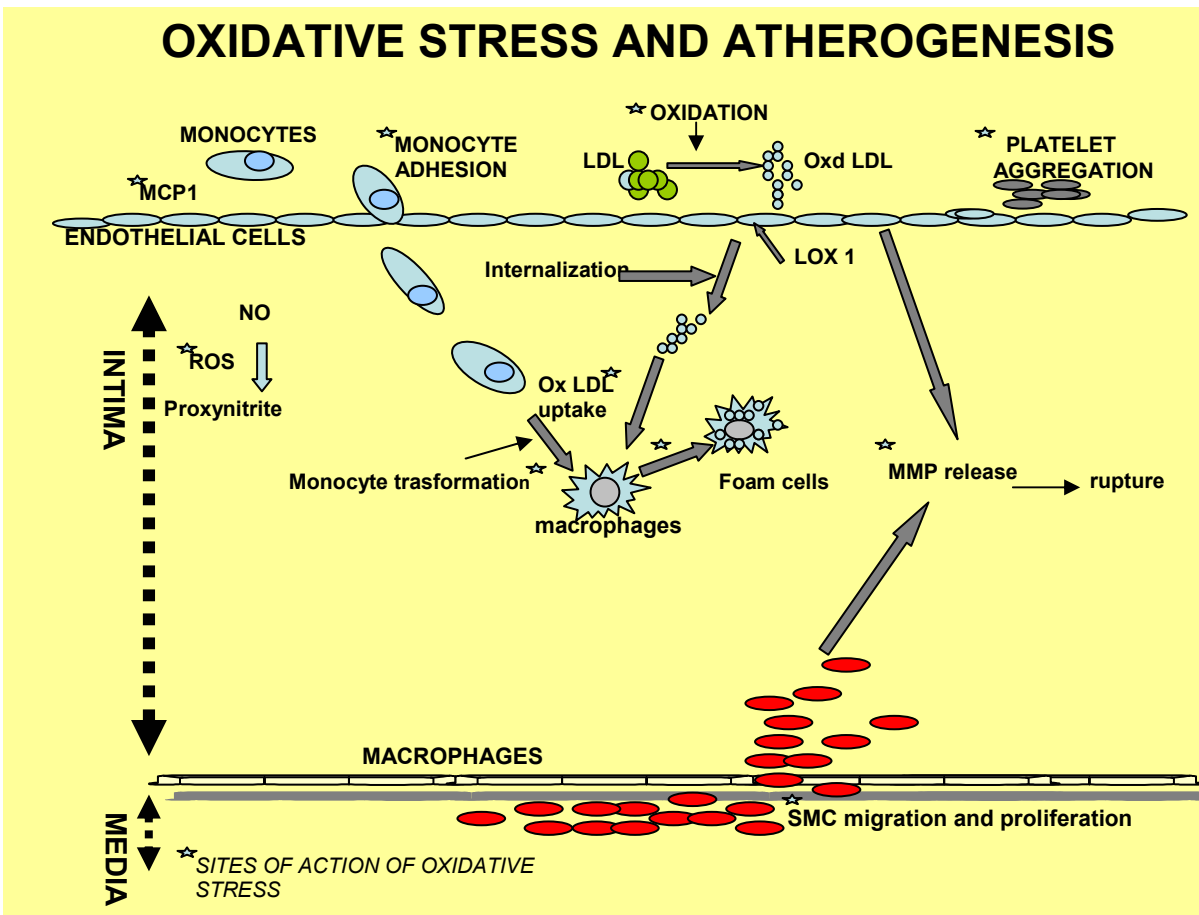 OXIDATIVE STRESS AND ATHEROGENESIS
OXIDATION
MONOCYTES
MONOCYTE
ADHESION
LDL
Oxd LDL
PLATELET
AGGREGATION
MCP1
ENDOTHELIAL CELLS
LOX 1
Internalization
NO
ROS
Proxynitrite
INTIMA
Ox LDL
uptake
Monocyte trasformation
macrophages
Foam cells
MMP release
rupture
MACROPHAGES
SMC migration and proliferation
MEDIA
SITES OF ACTION OF OXIDATIVE
STRESS